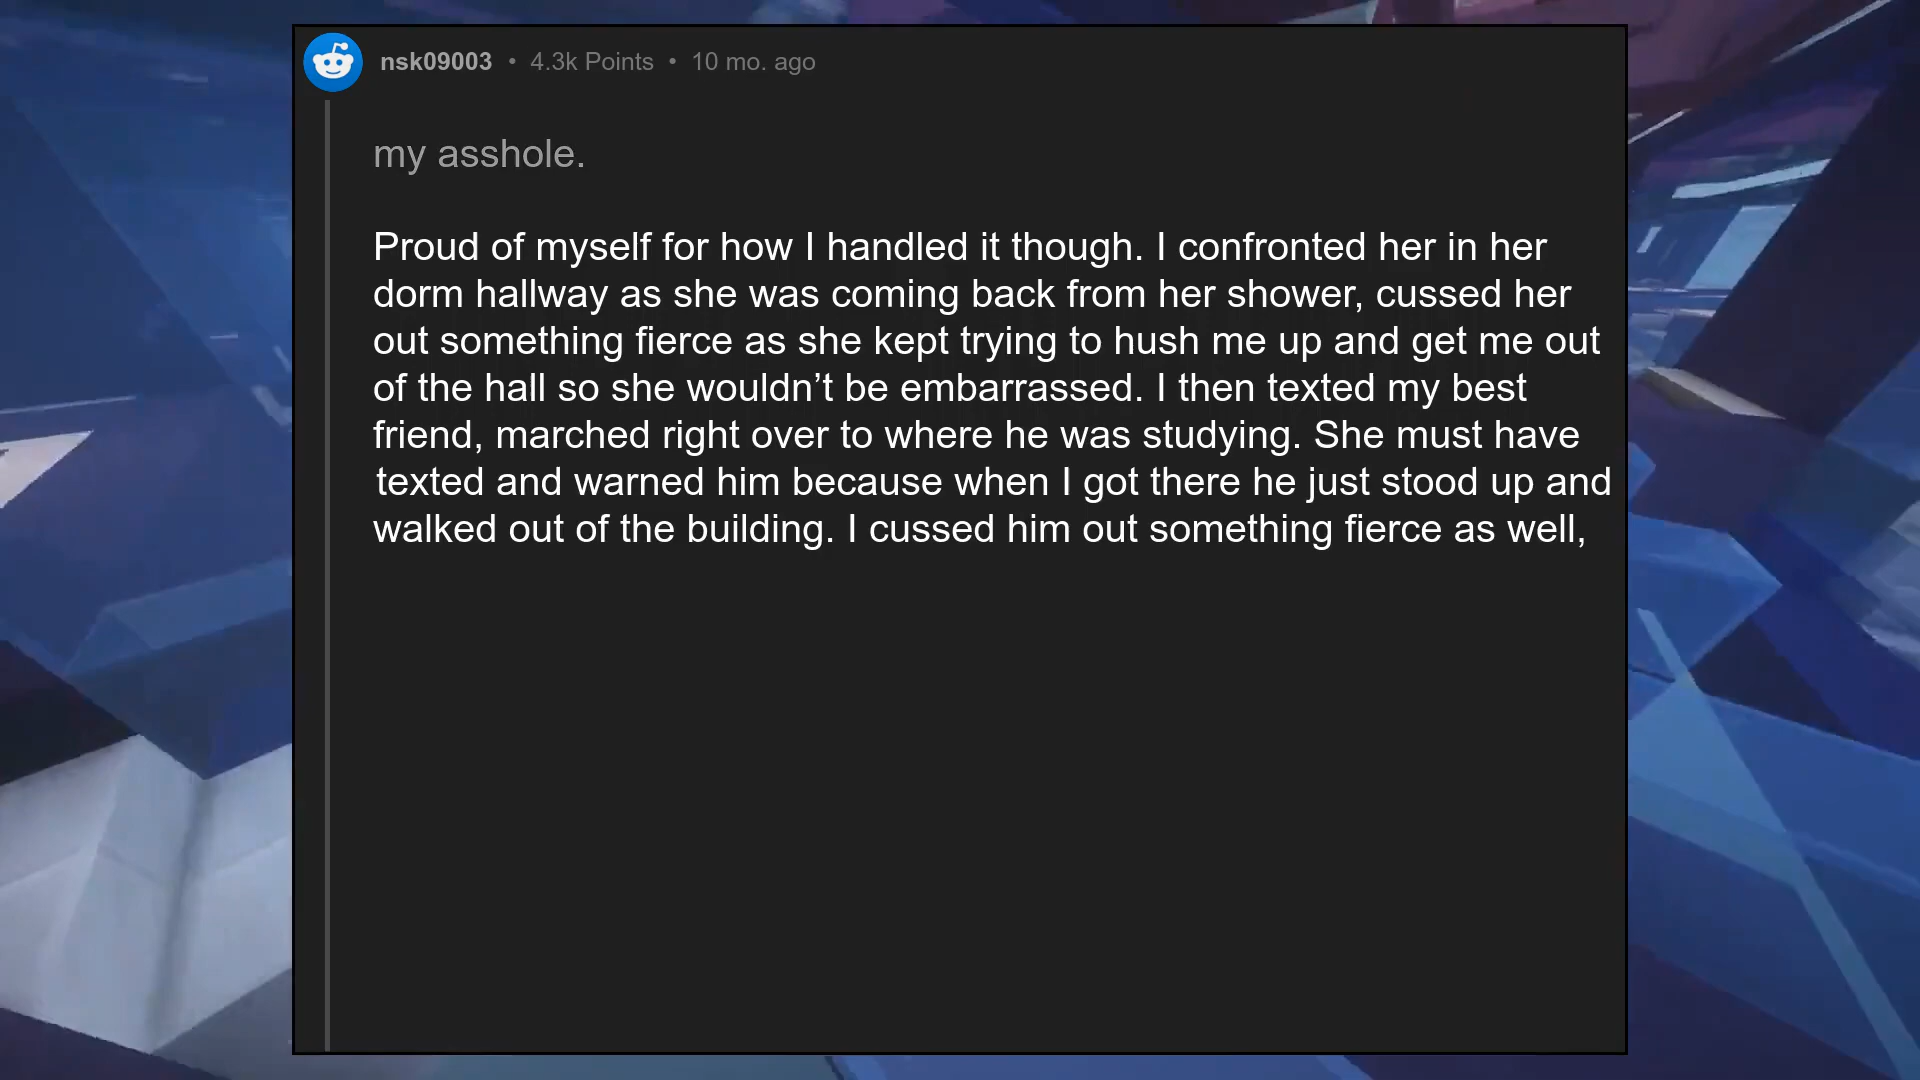 nsk09003 • 4.3k Points • 10 mo. ago
my asshole.
Proud of myself for how I handled it though. I confronted her in her
dorm hallway as she was coming back from her shower, cussed her
out something fierce as she kept trying to hush me up and get me out
of the hall so she wouldn’t be embarrassed. I then texted my best
friend, marched right over to where he was studying. She must have
texted and warned him because when I got there he just stood up and
walked out of the building. I cussed him out something fierce as well,